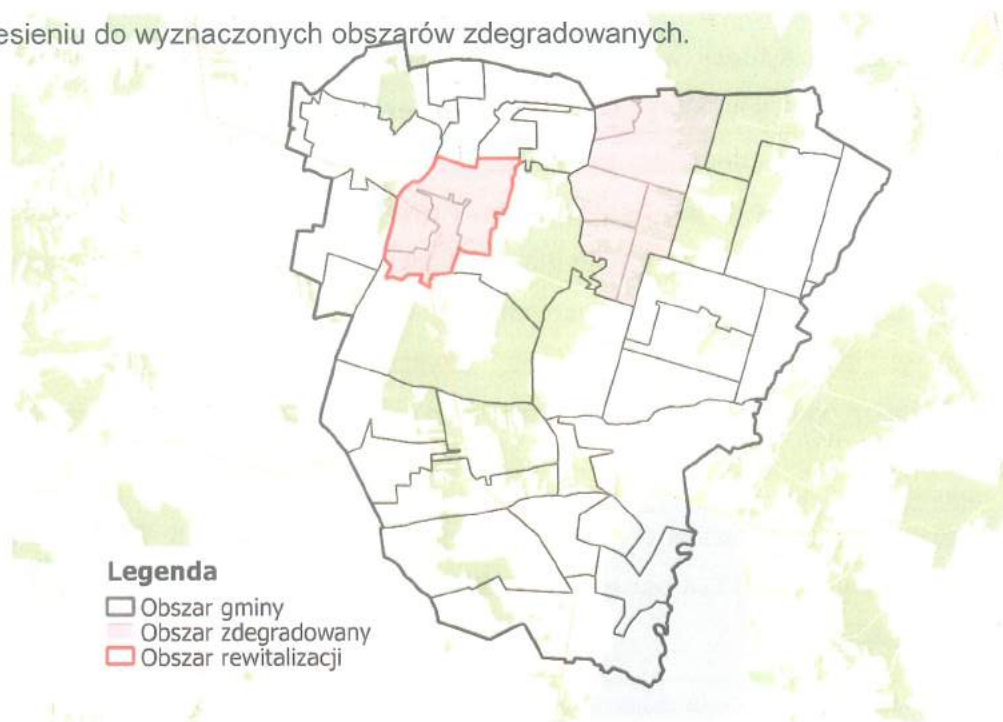 esieniu do wyznaczonych obszarów zdegradowanych.
Legenda
Obszar gminy
Obszar zdegradowany
Obszar rewitalizacji